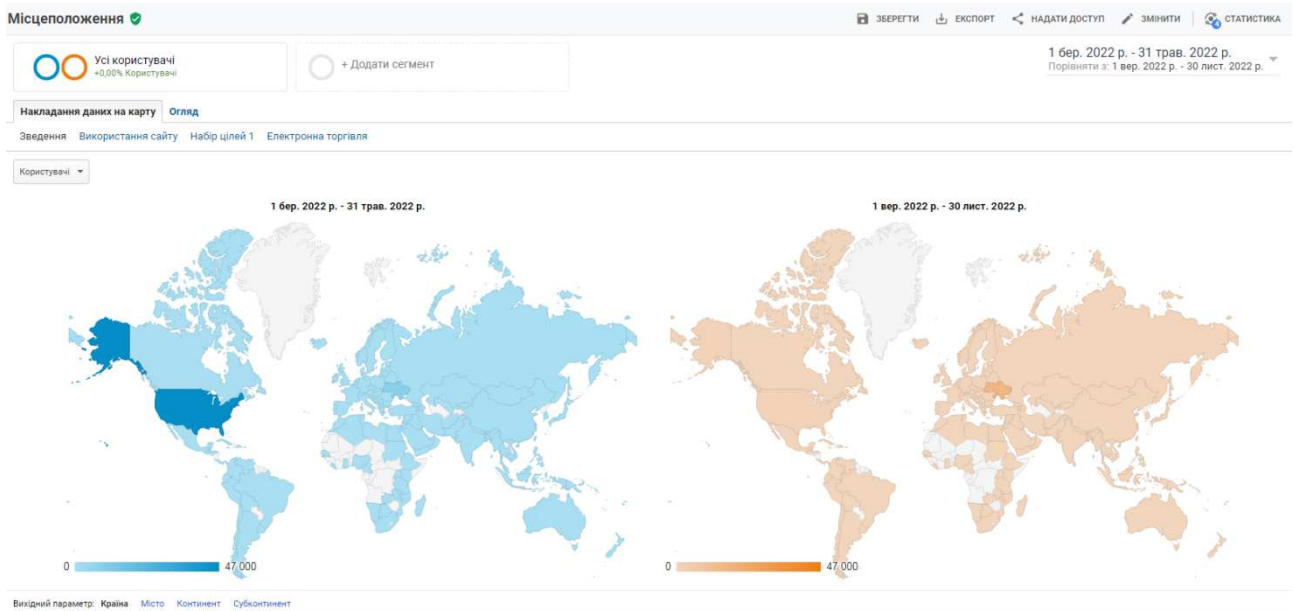 Місцеположення
ЗБЕРЕГТИ ЕКСПОРТ НАДАТИ ДОСТУП ЗМІНИТИ 4 СТАТИСТИКА
Усі користувачі
+0,00% Користувачі
+ Додати сегмент
1 бер. 2022 р. - 31 трав. 2022 р.
Порівняти з: 1 вер. 2022 р. - 30 лист. 2022 р.
Накладання даних на карту Огляд
Зведення Використання сайту Набір цілей 1 Електронна торгівля
Користувачі
1 бер. 2022 р. - 31 трав. 2022 р. 1 вер. 2022 р. - 30 лист. 2022 р.
0 47 000 0 47 000
Вихідний параметр: Країна Місто Континент Субконтинент